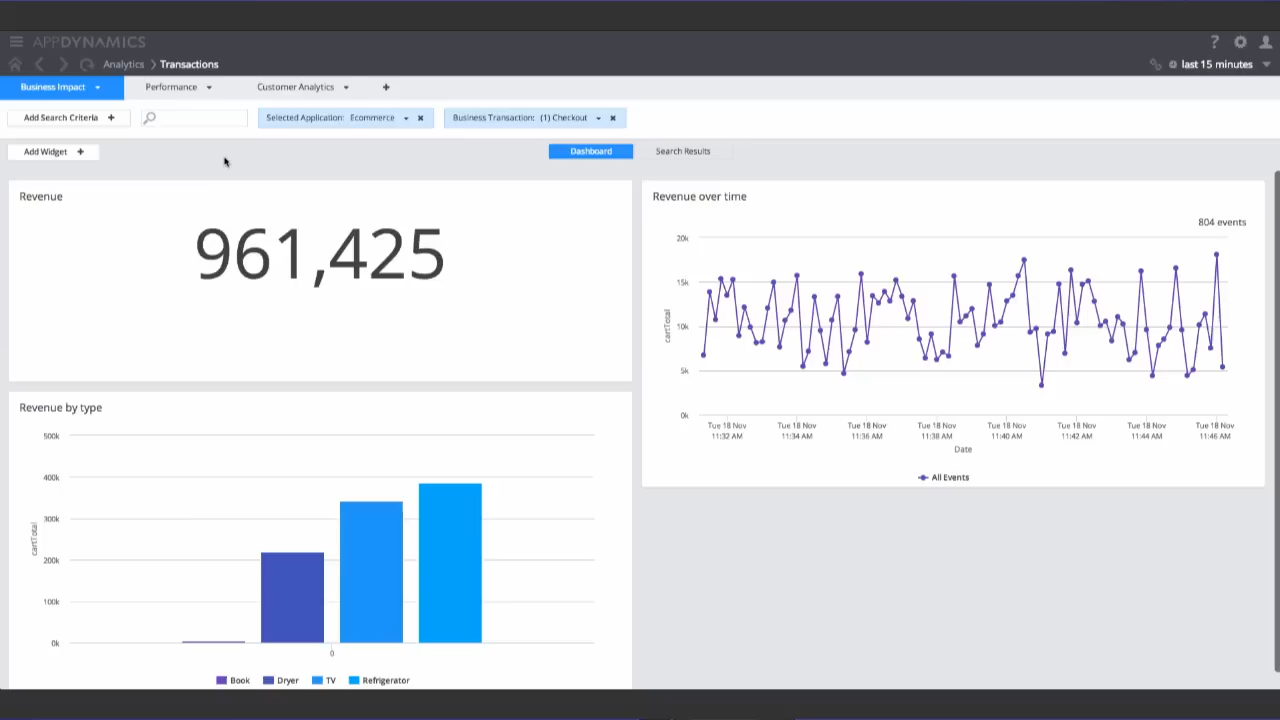 APPDYNAMICS
?
Analytics > Transactions
last 15 minutes
Business Impact
Performance
Customer Analytics
+
Add Search Criteria +
Selected Application: Ecommerce
Business Transaction: (1) Checkout
Add Widget +
Dashboard
Search Results
Revenue
961,425
Revenue over time
804 events
20k
15k
10k
5k
0k
cartTotal
Tue 18 Nov Tue 18 Nov Tue 18 Nov Tue 18 Nov Tue 18 Nov Tue 18 Nov Tue 18 Nov Tue 18 Nov
11:32 AM 11:34 AM 11:36 AM 11:38 AM 11:40 AM 11:42 AM 11:44 AM 11:46 AM
Date
All Events
Revenue by type
500k
400k
300k
200k
100k
0k
cartTotal
0
Book Dryer TV Refrigerator